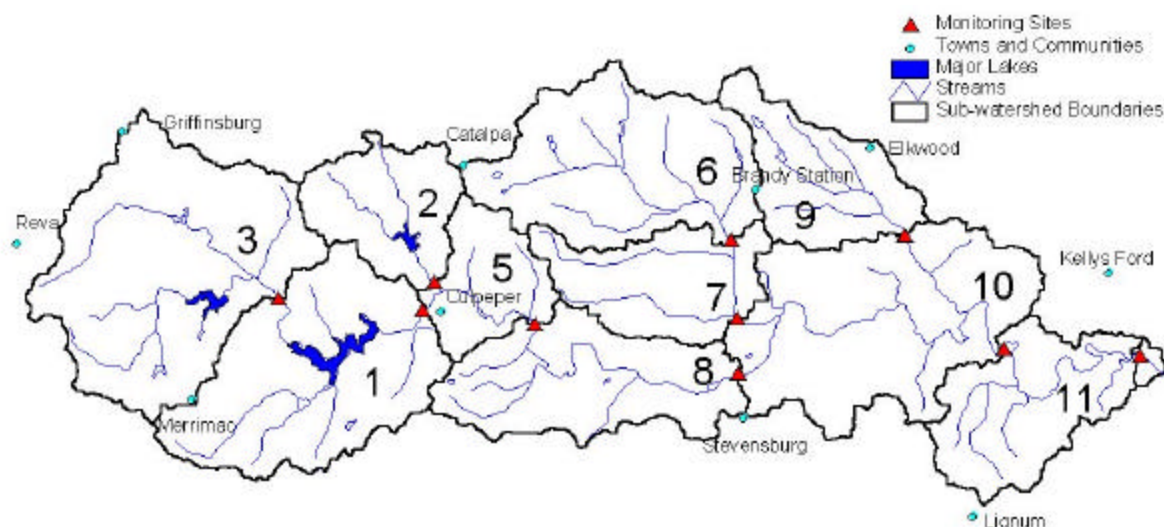 Monitoring Sites
Towns and Communities
Major Lakes
Streams
Sub-watershed Boundaries
Griffinsburg
Catalpa
Elkwood
6
Brandy Station
2
9
Reva
3
Kellys Ford
5
10
Culpeper
7
1
8
11
Merrimac
Stevensburg
Lignum